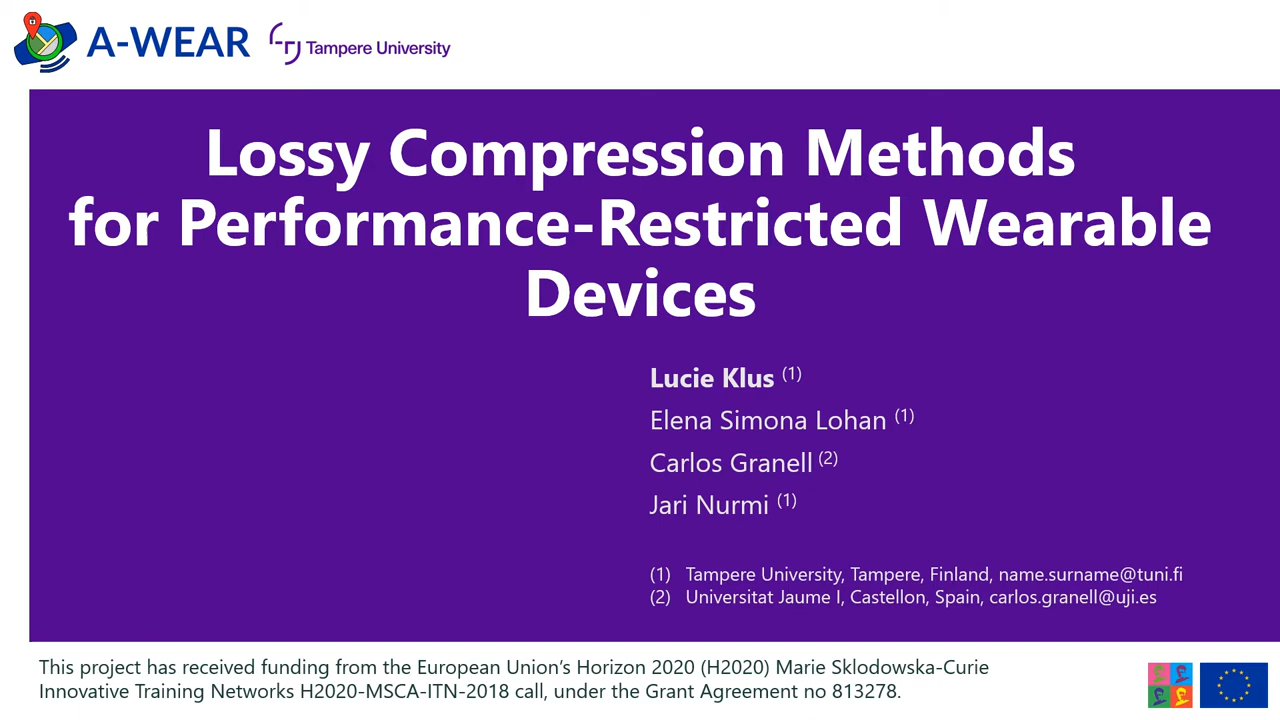 A-WEAR
Tampere University
Lossy Compression Methods
for Performance-Restricted Wearable
Devices
Lucie Klus (1)
Elena Simona Lohan (1)
Carlos Granell (2)
Jari Nurmi (1)
(1) Tampere University, Tampere, Finland, name.surname@tuni.fi
(2) Universitat Jaume I, Castellon, Spain, carlos.granell@uji.es
This project has received funding from the European Union’s Horizon 2020 (H2020) Marie Sklodowska-Curie
Innovative Training Networks H2020-MSCA-ITN-2018 call, under the Grant Agreement no 813278.